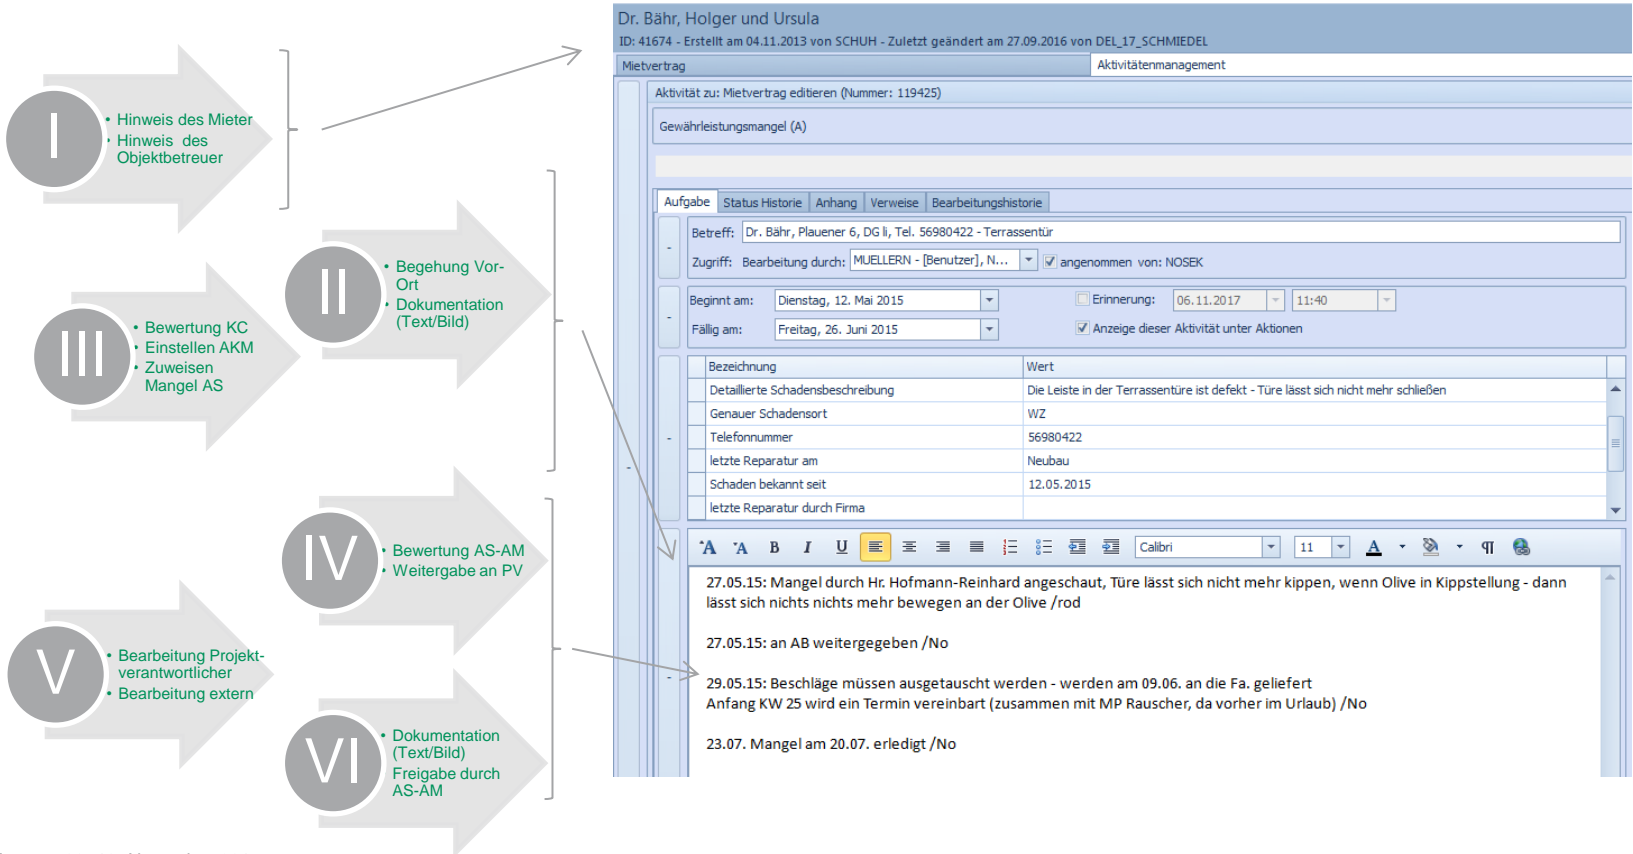 I
• Hinweis des Mieter
• Hinweis des
Objektbetreuer
II
• Begehung Vor-
Ort
• Dokumentation
(Text/Bild)
III
• Bewertung KC
• Einstellen AKM
• Zuweisen
Mangel AS
IV
• Bewertung AS-AM
• Weitergabe an PV
V
• Bearbeitung Projekt-
verantwortlicher
• Bearbeitung extern
VI
• Dokumentation
(Text/Bild)
Freigabe durch
AS-AM
Dr. Bähr, Holger und Ursula
ID: 41674 - Erstellt am 04.11.2013 von SCHUH - Zuletzt geändert am 27.09.2016 von DEL_17_SCHMIEDEL
Mietvertrag
Aktivitätenmanagement
Aktivität zu: Mietvertrag editieren (Nummer: 119425)
Gewährleistungsmangel (A)
Aufgabe Status Historie Anhang Verweise Bearbeitungshistorie
Betreff: Dr. Bähr, Plauener 6, DG li, Tel. 56980422 - Terrassentür
Zugriff: Bearbeitung durch: MUELLERN - [Benutzer], N... angenommen von: NOSEK
Beginnt am: Dienstag, 12. Mai 2015 Erinnerung: 06.11.2017 11:40
Fällig am: Freitag, 26. Juni 2015 Anzeige dieser Aktivität unter Aktionen
Bezeichnung Wert
Detaillierte Schadensbeschreibung Die Leiste in der Terrassentüre ist defekt - Türe lässt sich nicht mehr schließen
Genauer Schadensort WZ
Telefonnummer 56980422
letzte Reparatur am Neubau
Schaden bekannt seit 12.05.2015
letzte Reparatur durch Firma
A A B I U Calibri 11 A ¶
27.05.15: Mangel durch Hr. Hofmann-Reinhard angeschaut, Türe lässt sich nicht mehr kippen, wenn Olive in Kippstellung - dann
lässt sich nichts nichts mehr bewegen an der Olive /rod
27.05.15: an AB weitergegeben /No
29.05.15: Beschläge müssen ausgetauscht werden - werden am 09.06. an die Fa. geliefert
Anfang KW 25 wird ein Termin vereinbart (zusammen mit MP Rauscher, da vorher im Urlaub) /No
23.07. Mangel am 20.07. erledigt /No